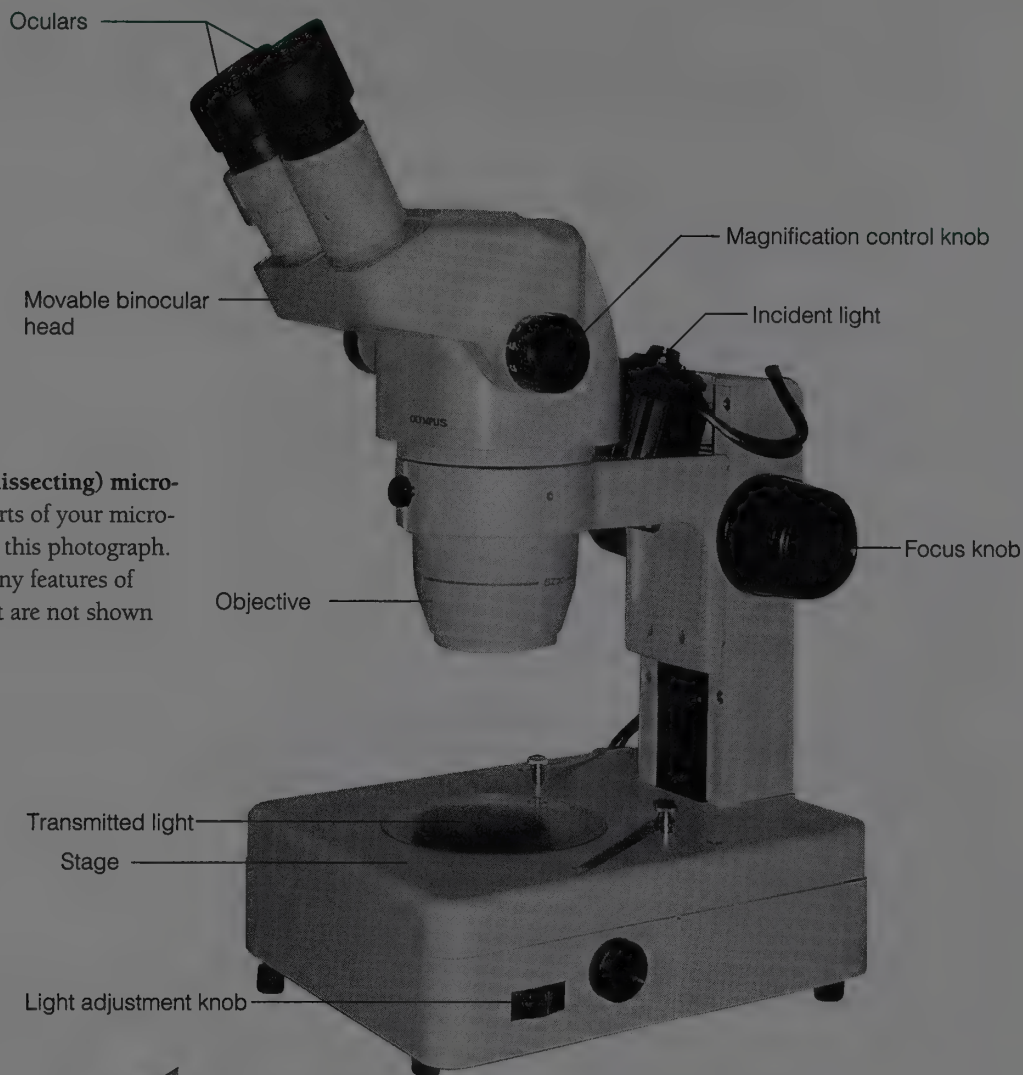 Oculars
Magnification control knob
Movable binocular
head
Incident light
OLYMPUS
issecting) micro-
rts of your micro-
this photograph.
Focus knob
ny features of
Objective
t are not shown
Transmitted light
Stage
Light adjustment knob